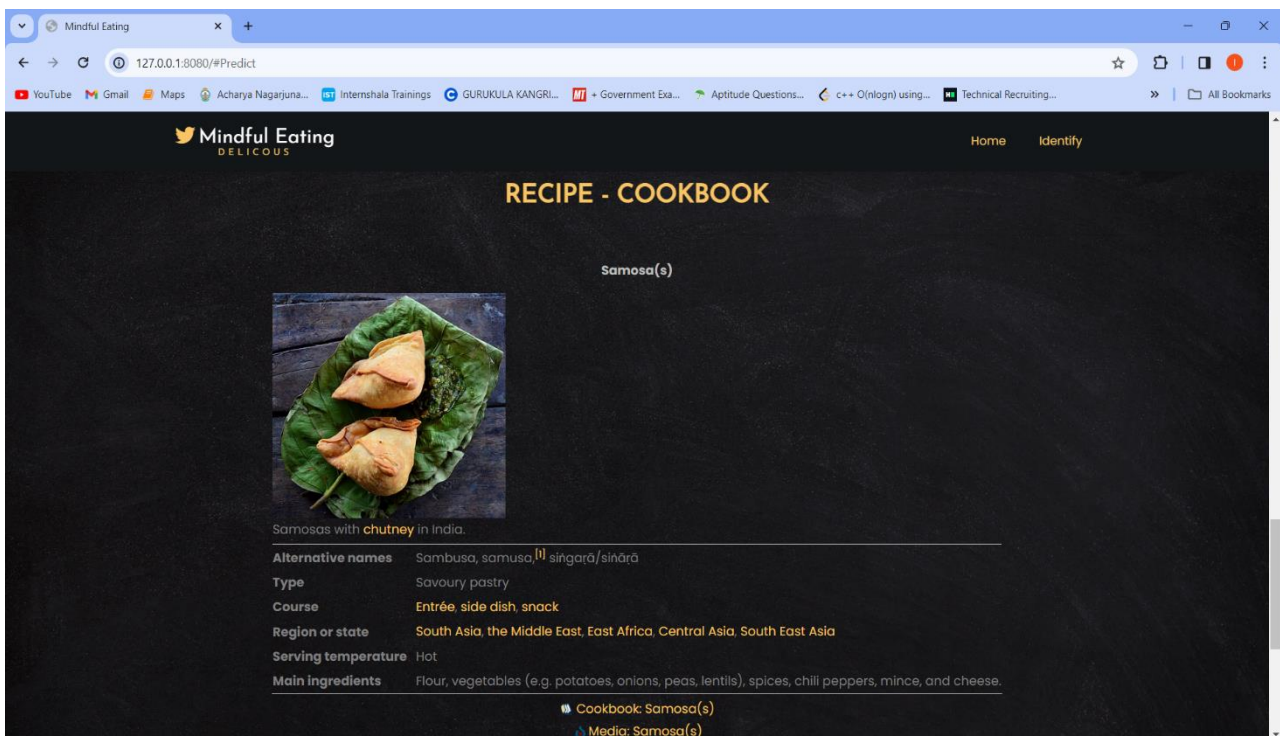 Mindful Eating
127.0.0.1:8080/#Predict
YouTube Gmail Maps Acharya Nagarjuna... IST Internshala Trainings GURUKULA KANGRI... + Government Exa... Aptitude Questions... c++ O(nlogn) using... Technical Recruiting... » All Bookmarks
Mindful Eating
DELICOUS
Home Identify
RECIPE - COOKBOOK
Samosa(s)
Samosas with chutney in India.
Alternative names Sambusa, samusa,[1] siṅgaṛā/siṅāṛā
Type Savoury pastry
Course Entrée, side dish, snack
Region or state South Asia, the Middle East, East Africa, Central Asia, South East Asia
Serving temperature Hot
Main ingredients Flour, vegetables (e.g. potatoes, onions, peas, lentils), spices, chili peppers, mince, and cheese.
Cookbook: Samosa(s)
Media: Samosa(s)